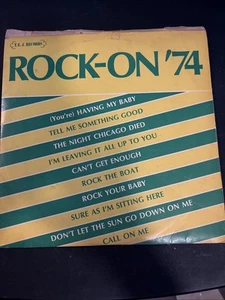 ROCK-ON '74
(You're) HAVING MY BABY
TELL ME SOMETHING GOOD
THE NIGHT CHICAGO DIED
I'M LEAVING IT ALL UP TO YOU
CAN'T GET ENOUGH
ROCK THE BOAT
ROCK YOUR BABY
SURE AS I'M SITTING HERE
DON'T LET THE SUN GO DOWN ON ME
CALL ON ME